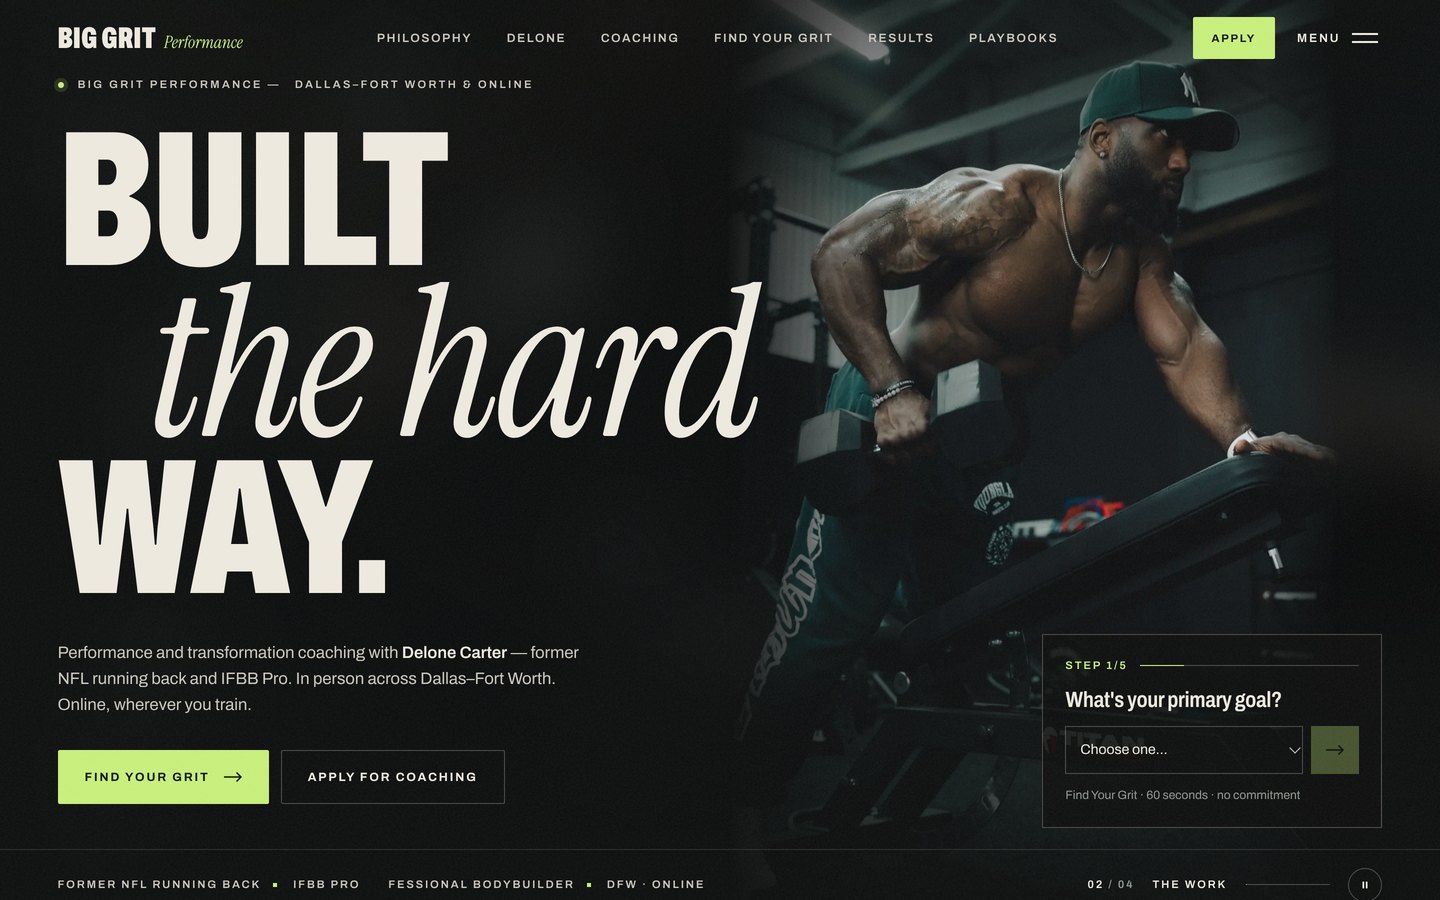 BIG GRIT Performance
PHILOSOPHY DELONE COACHING FIND YOUR GRIT RESULTS PLAYBOOKS
APPLY MENU
BIG GRIT PERFORMANCE — DALLAS–FORT WORTH & ONLINE
BUILT
the hard
WAY.
Performance and transformation coaching with Delone Carter — former
NFL running back and IFBB Pro. In person across Dallas–Fort Worth.
Online, wherever you train.
FIND YOUR GRIT →
APPLY FOR COACHING
STEP 1/5
What's your primary goal?
Choose one...
Find Your Grit · 60 seconds · no commitment
FORMER NFL RUNNING BACK ▪ IFBB PRO FESSIONAL BODYBUILDER ▪ DFW · ONLINE
02 / 04 THE WORK